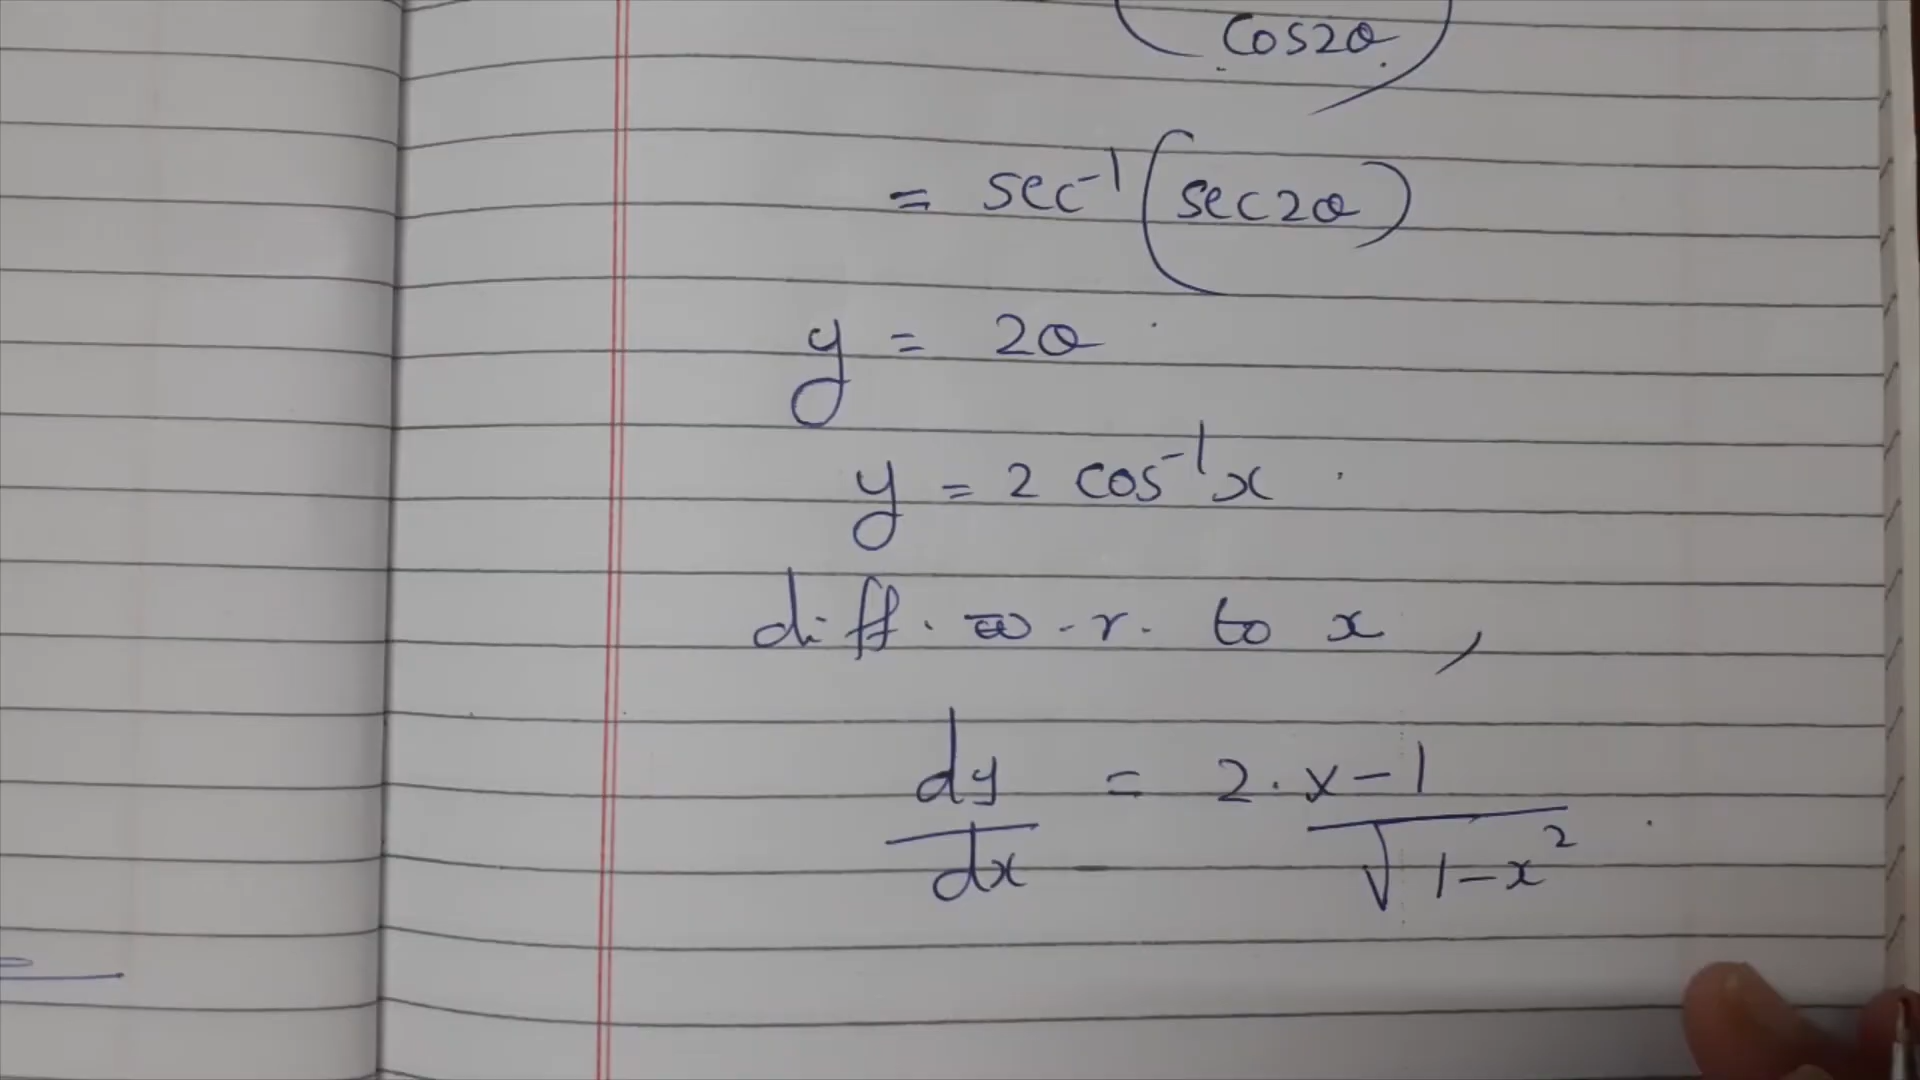 cos2θ
= sec⁻¹(sec2θ)
y = 2θ
y = 2 cos⁻¹x
diff. w.r. to x,
dy/dx = 2. x-1/√1-x²